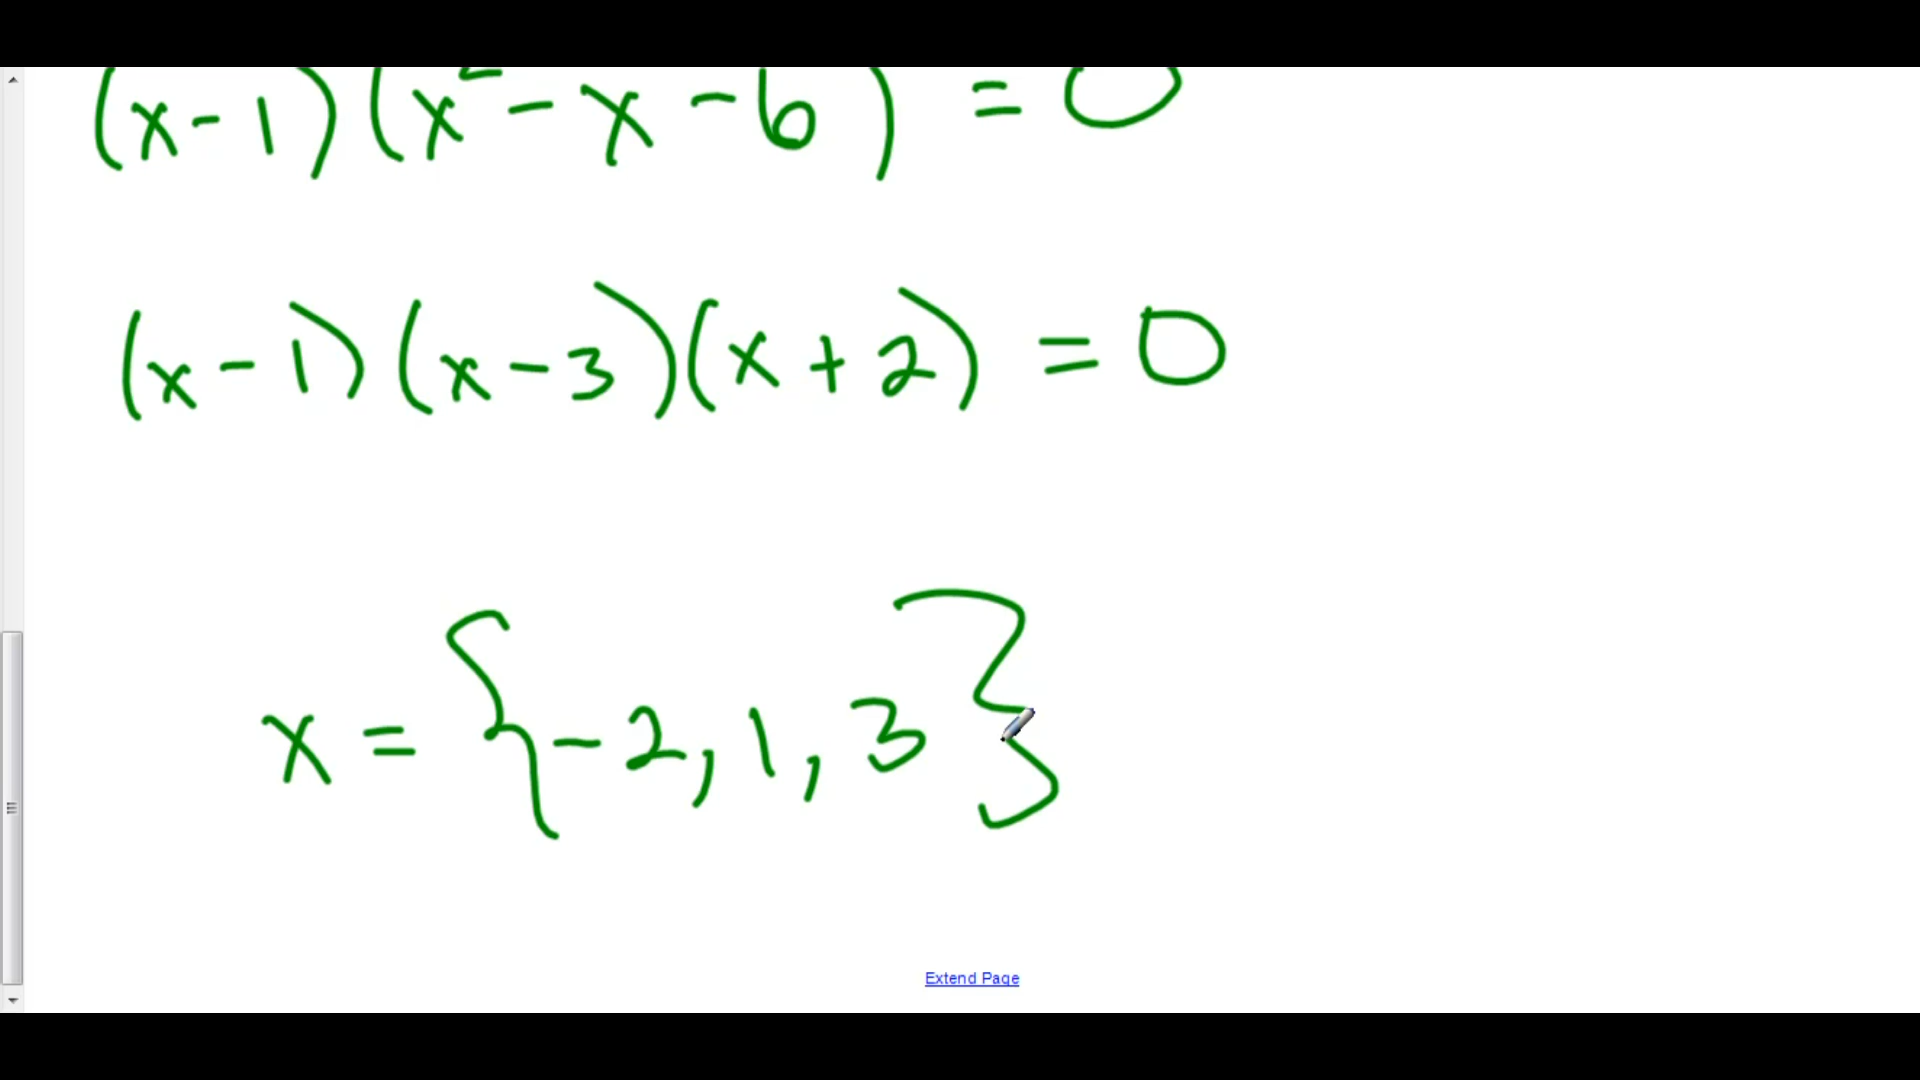 (x-1)(x²-x-6)=0
(x-1)(x-3)(x+2)=0
x={-2,1,3}
Extend Page